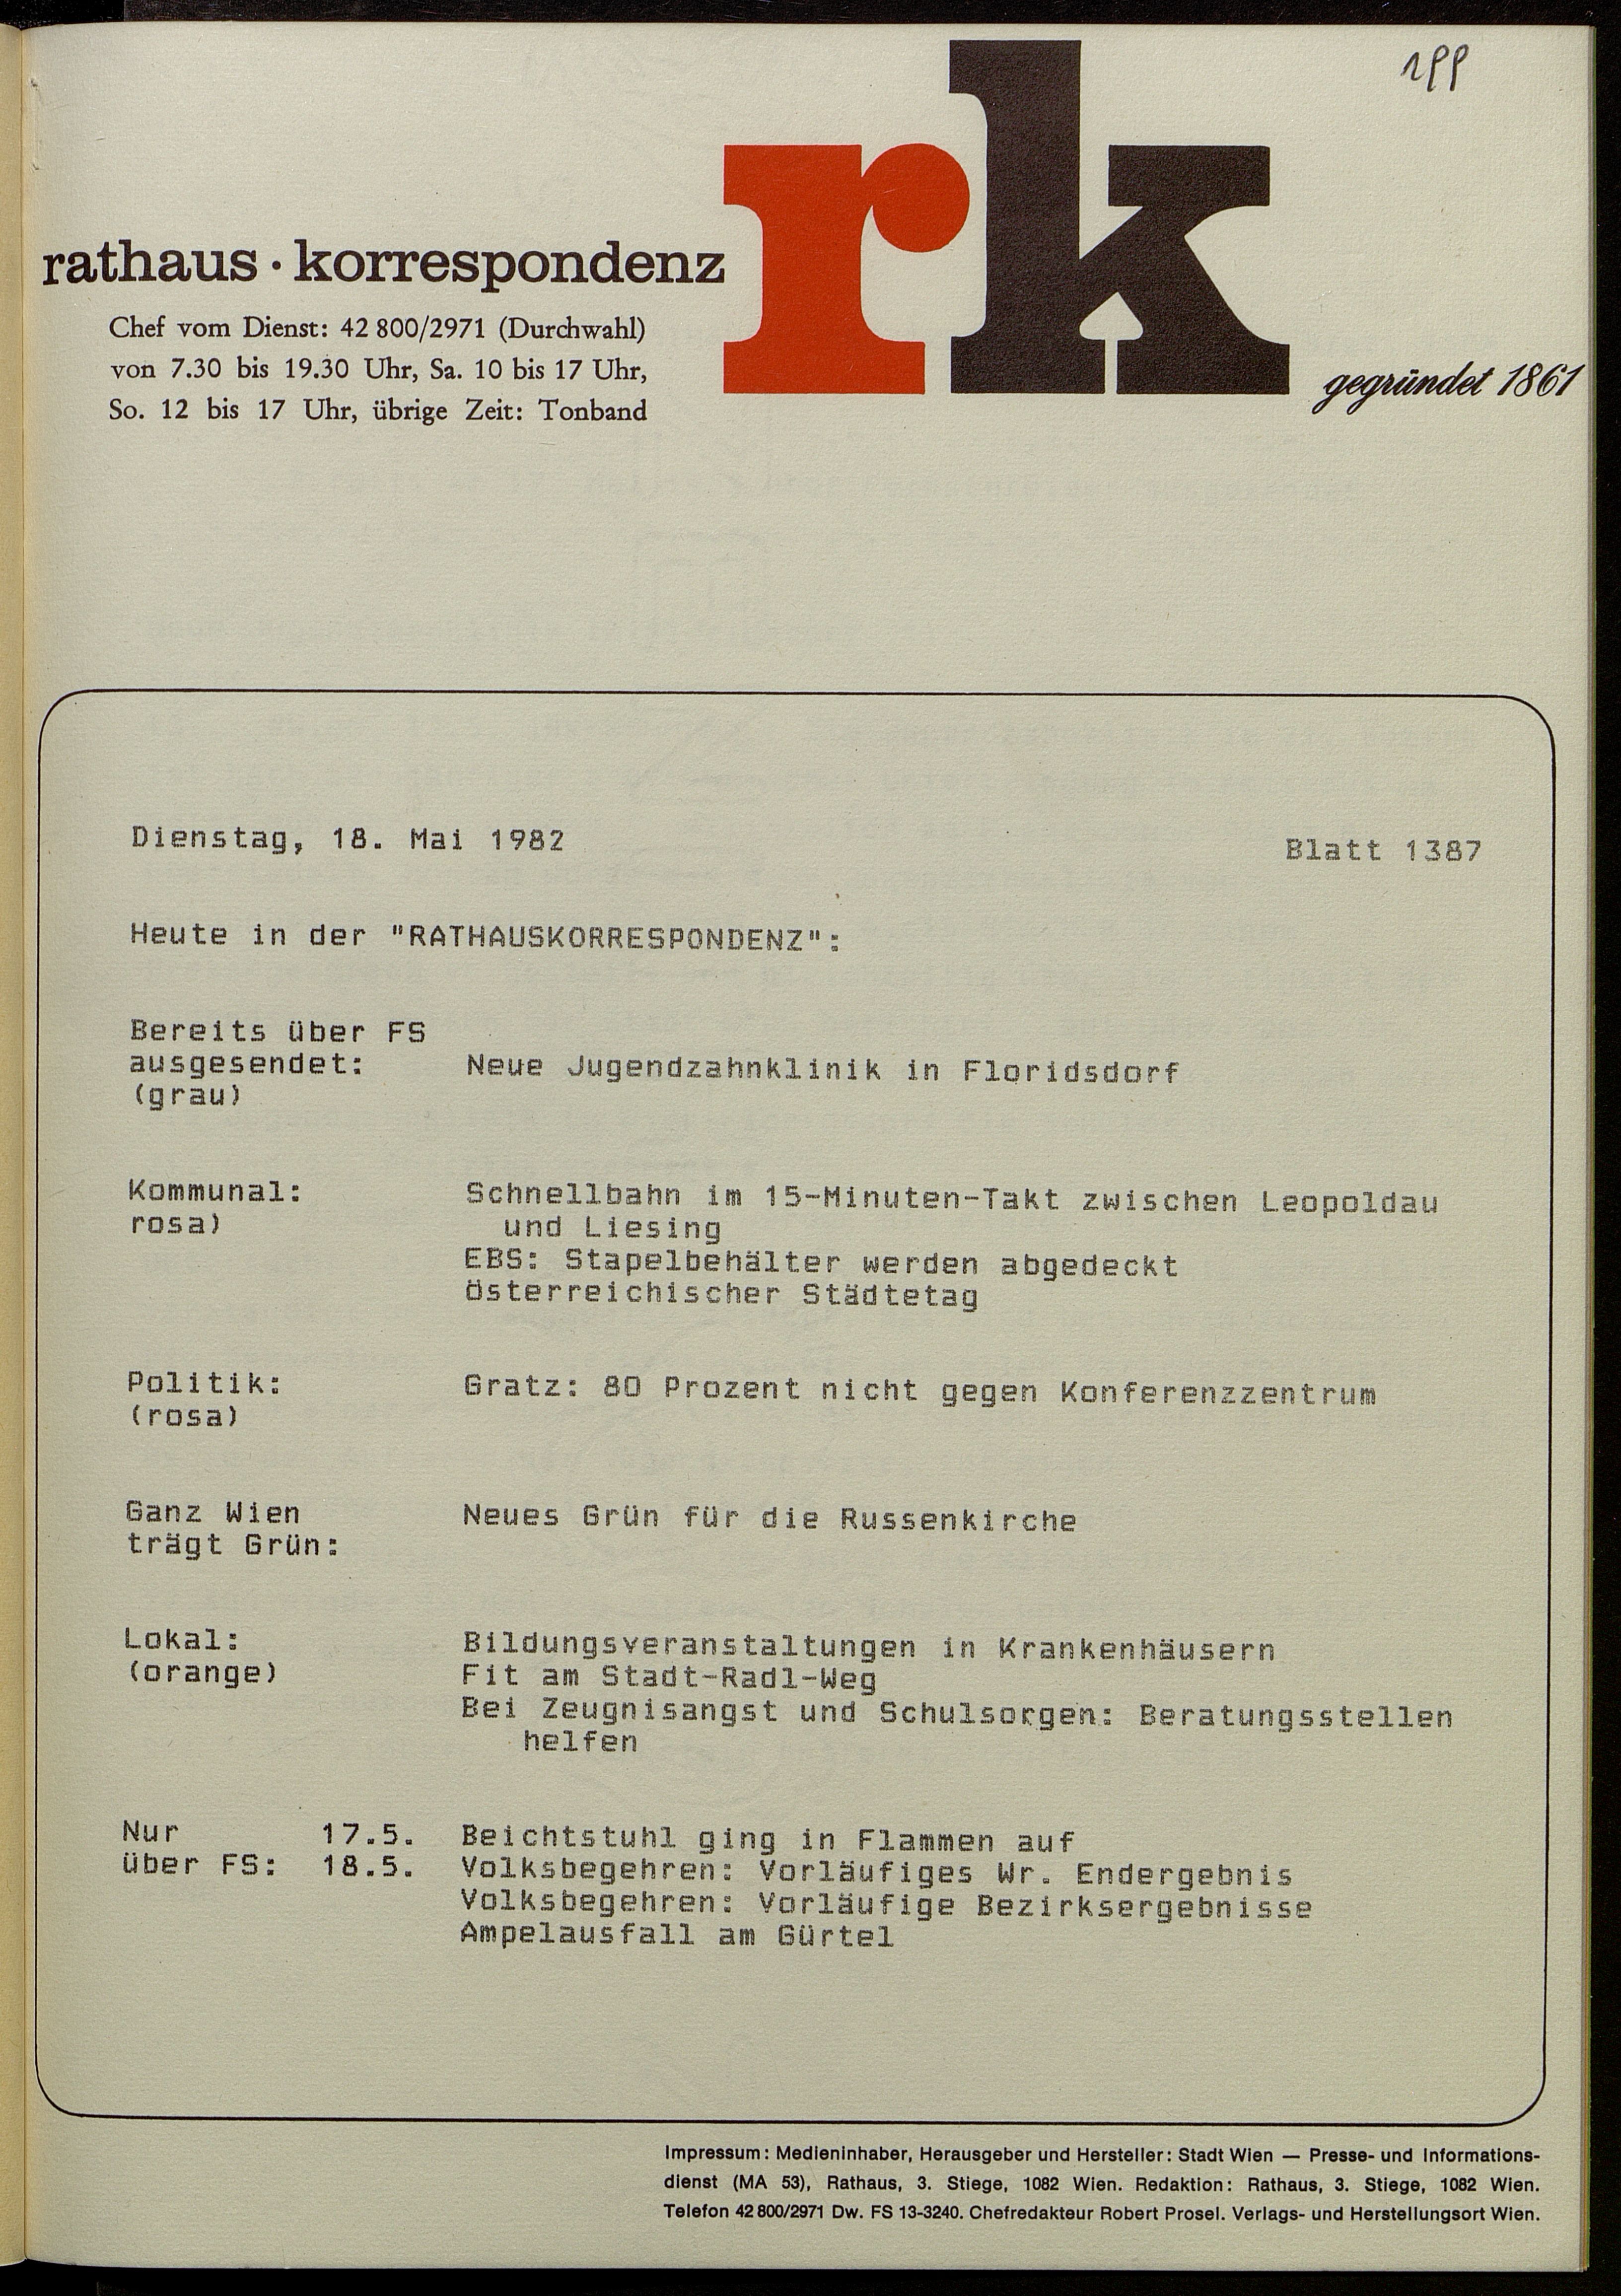 199
rk
rathaus · korrespondenz
Chef vom Dienst: 42 800/2971 (Durchwahl)
von 7.30 bis 19.30 Uhr, Sa. 10 bis 17 Uhr,
So. 12 bis 17 Uhr, übrige Zeit: Tonband
gegründet 1861
Dienstag, 18. Mai 1982 Blatt 1387
Heute in der "RATHAUSKORRESPONDENZ":
Bereits über FS
ausgesendet: Neue Jugendzahnklinik in Floridsdorf
(grau)
Kommunal: Schnellbahn im 15-Minuten-Takt zwischen Leopoldau
rosa) und Liesing
EBS: Stapelbehälter werden abgedeckt
Österreichischer Städtetag
Politik: Gratz: 80 Prozent nicht gegen Konferenzzentrum
(rosa)
Ganz Wien Neues Grün für die Russenkirche
trägt Grün:
Lokal: Bildungsveranstaltungen in Krankenhäusern
(orange) Fit am Stadt-Radl-Weg
Bei Zeugnisangst und Schulsorgen: Beratungsstellen
helfen
Nur 17.5. Beichtstuhl ging in Flammen auf
über FS: 18.5. Volksbegehren: Vorläufiges Wr. Endergebnis
Volksbegehren: Vorläufige Bezirksergebnisse
Ampelausfall am Gürtel
Impressum: Medieninhaber, Herausgeber und Hersteller: Stadt Wien — Presse- und Informations-
dienst (MA 53), Rathaus, 3. Stiege, 1082 Wien. Redaktion: Rathaus, 3. Stiege, 1082 Wien.
Telefon 42 800/2971 Dw. FS 13-3240. Chefredakteur Robert Prosel. Verlags- und Herstellungsort Wien.